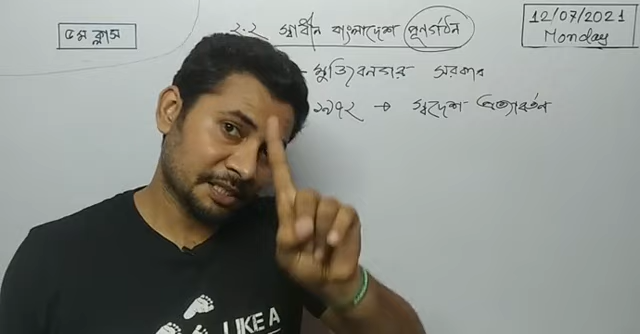 ৫ম ক্লাস
২.২ স্বাধীন বাংলাদেশ পুনর্গঠন
12/07/2021
Monday
- মুজিবনগর সরকার
১৯৭২ → স্বদেশ প্রত্যাবর্তন
LIKE A